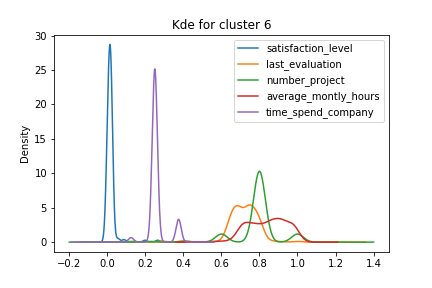 Kde for cluster 6
30
25
20
15
10
5
0
Density
satisfaction_level
last_evaluation
number_project
average_montly_hours
time_spend_company
−0.2 0.0 0.2 0.4 0.6 0.8 1.0 1.2 1.4